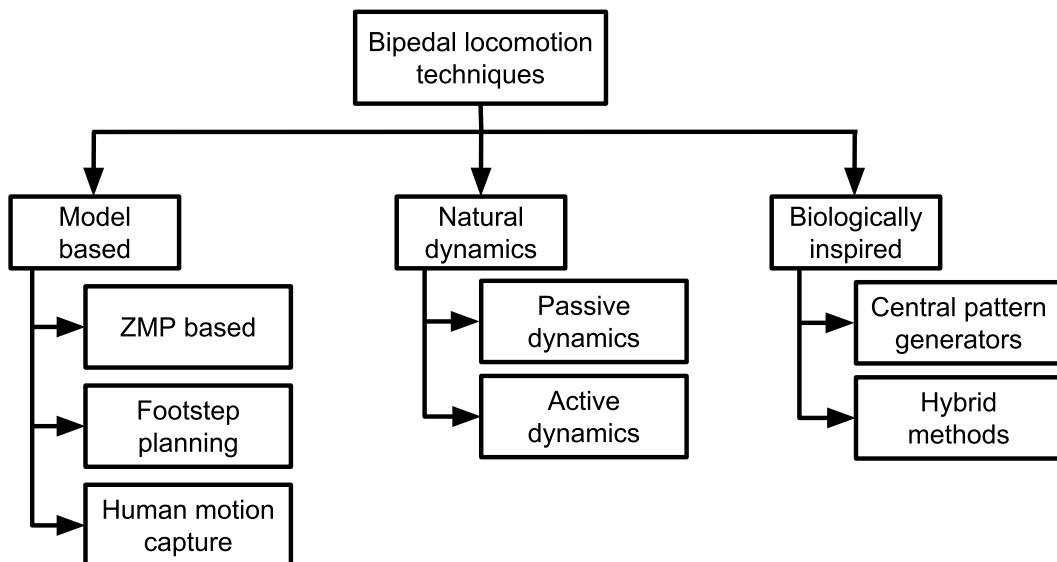 Bipedal locomotion
techniques
Model
based
ZMP based
Footstep
planning
Human motion
capture
Natural
dynamics
Passive
dynamics
Active
dynamics
Biologically
inspired
Central pattern
generators
Hybrid
methods